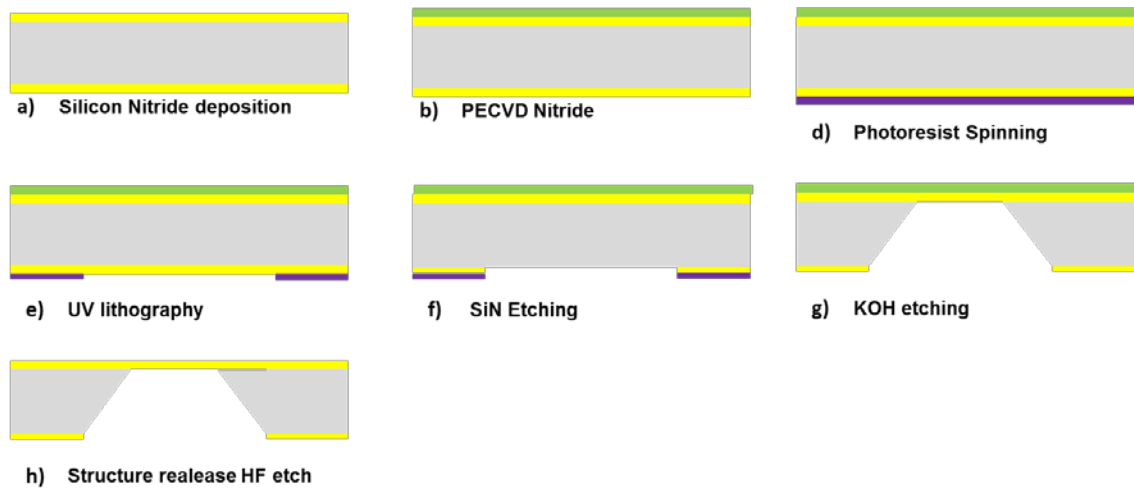 a) Silicon Nitride deposition
b) PECVD Nitride
d) Photoresist Spinning
e) UV lithography
f) SiN Etching
g) KOH etching
h) Structure realease HF etch